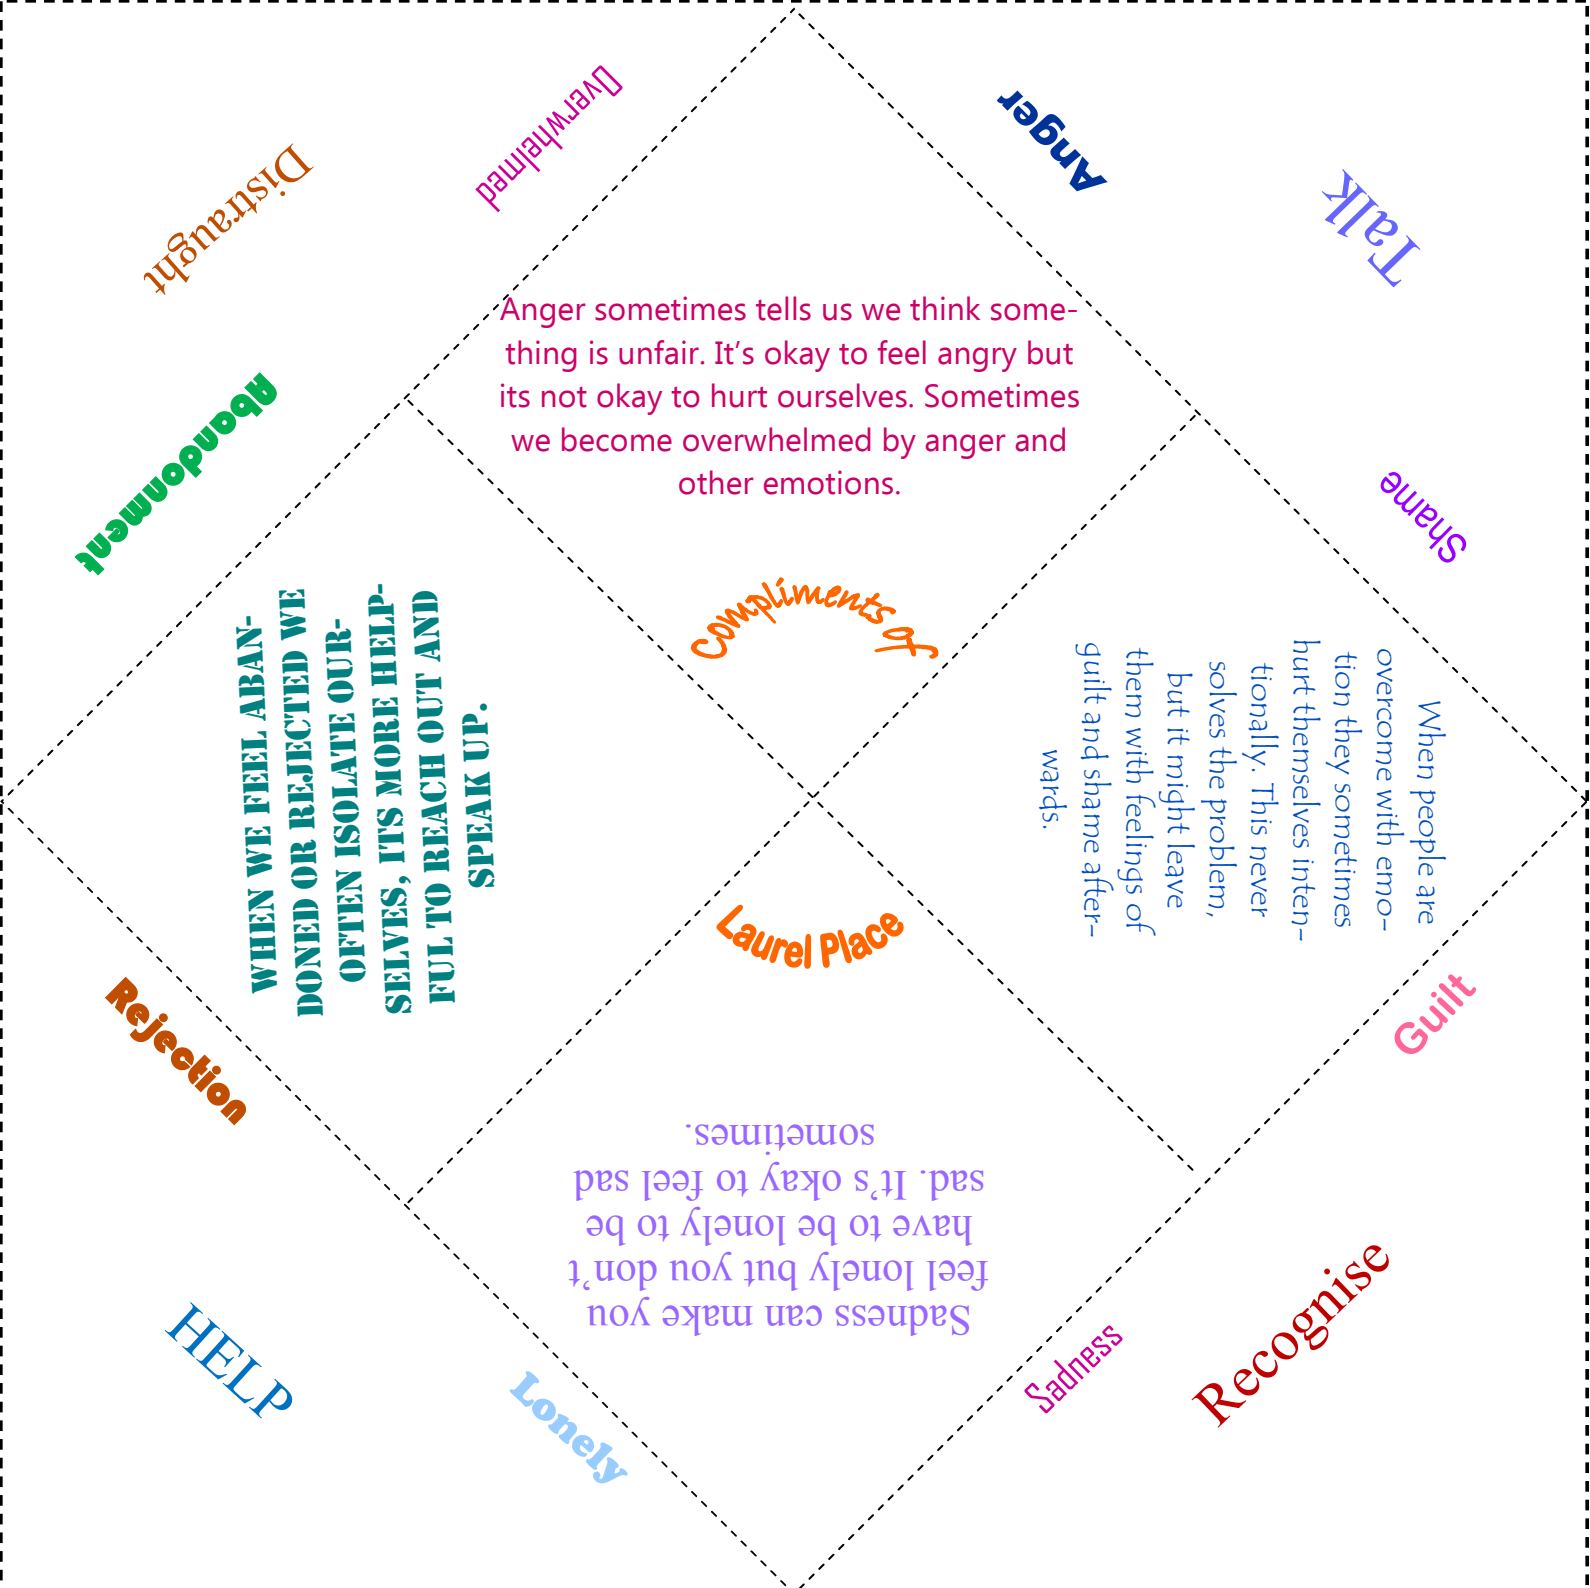 Overwhelmed
Anger
Distraught
Talk
Anger sometimes tells us we think some-
thing is unfair. It’s okay to feel angry but
its not okay to hurt ourselves. Sometimes
we become overwhelmed by anger and
other emotions.
Abandonment
Shame
Compliments of
WHEN WE FEEL ABAN-
DONED OR REJECTED WE
OFTEN ISOLATE OUR-
SELVES, ITS MORE HELP-
FUL TO REACH OUT AND
SPEAK UP.
When people are
overcome with emo-
tion they sometimes
hurt themselves inten-
tionally. This never
solves the problem,
but it might leave
them with feelings of
guilt and shame after-
wards.
Laurel Place
Rejection
Guilt
Sadness can make you
feel lonely but you don’t
have to be lonely to be
sad. It’s okay to feel sad
sometimes.
HELP
Lonely
Sadness
Recognise